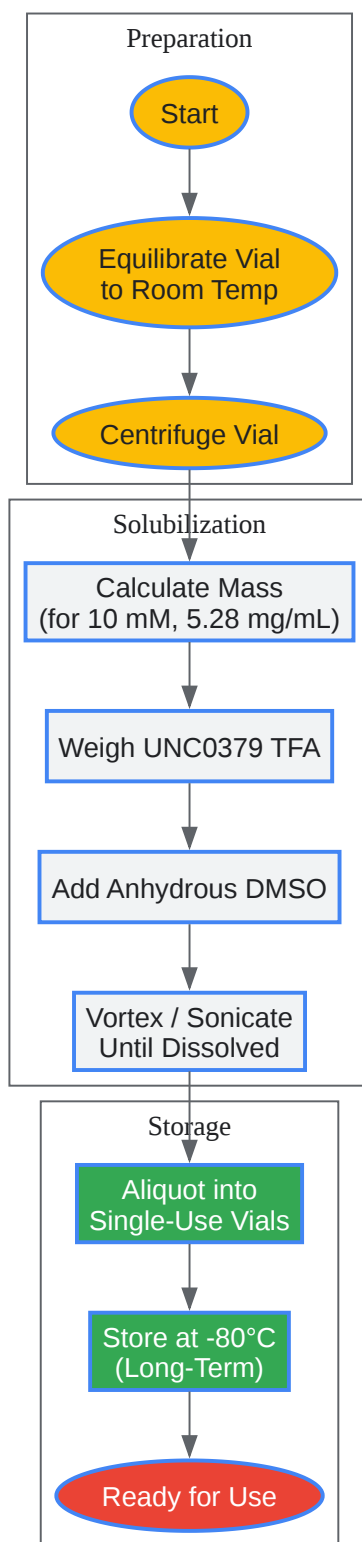 Preparation
Start
Equilibrate Vial
to Room Temp
Centrifuge Vial
Solubilization
Calculate Mass
(for 10 mM, 5.28 mg/mL)
Weigh UNC0379 TFA
Add Anhydrous DMSO
Vortex / Sonicate
Until Dissolved
Storage
Aliquot into
Single-Use Vials
Store at -80°C
(Long-Term)
Ready for Use